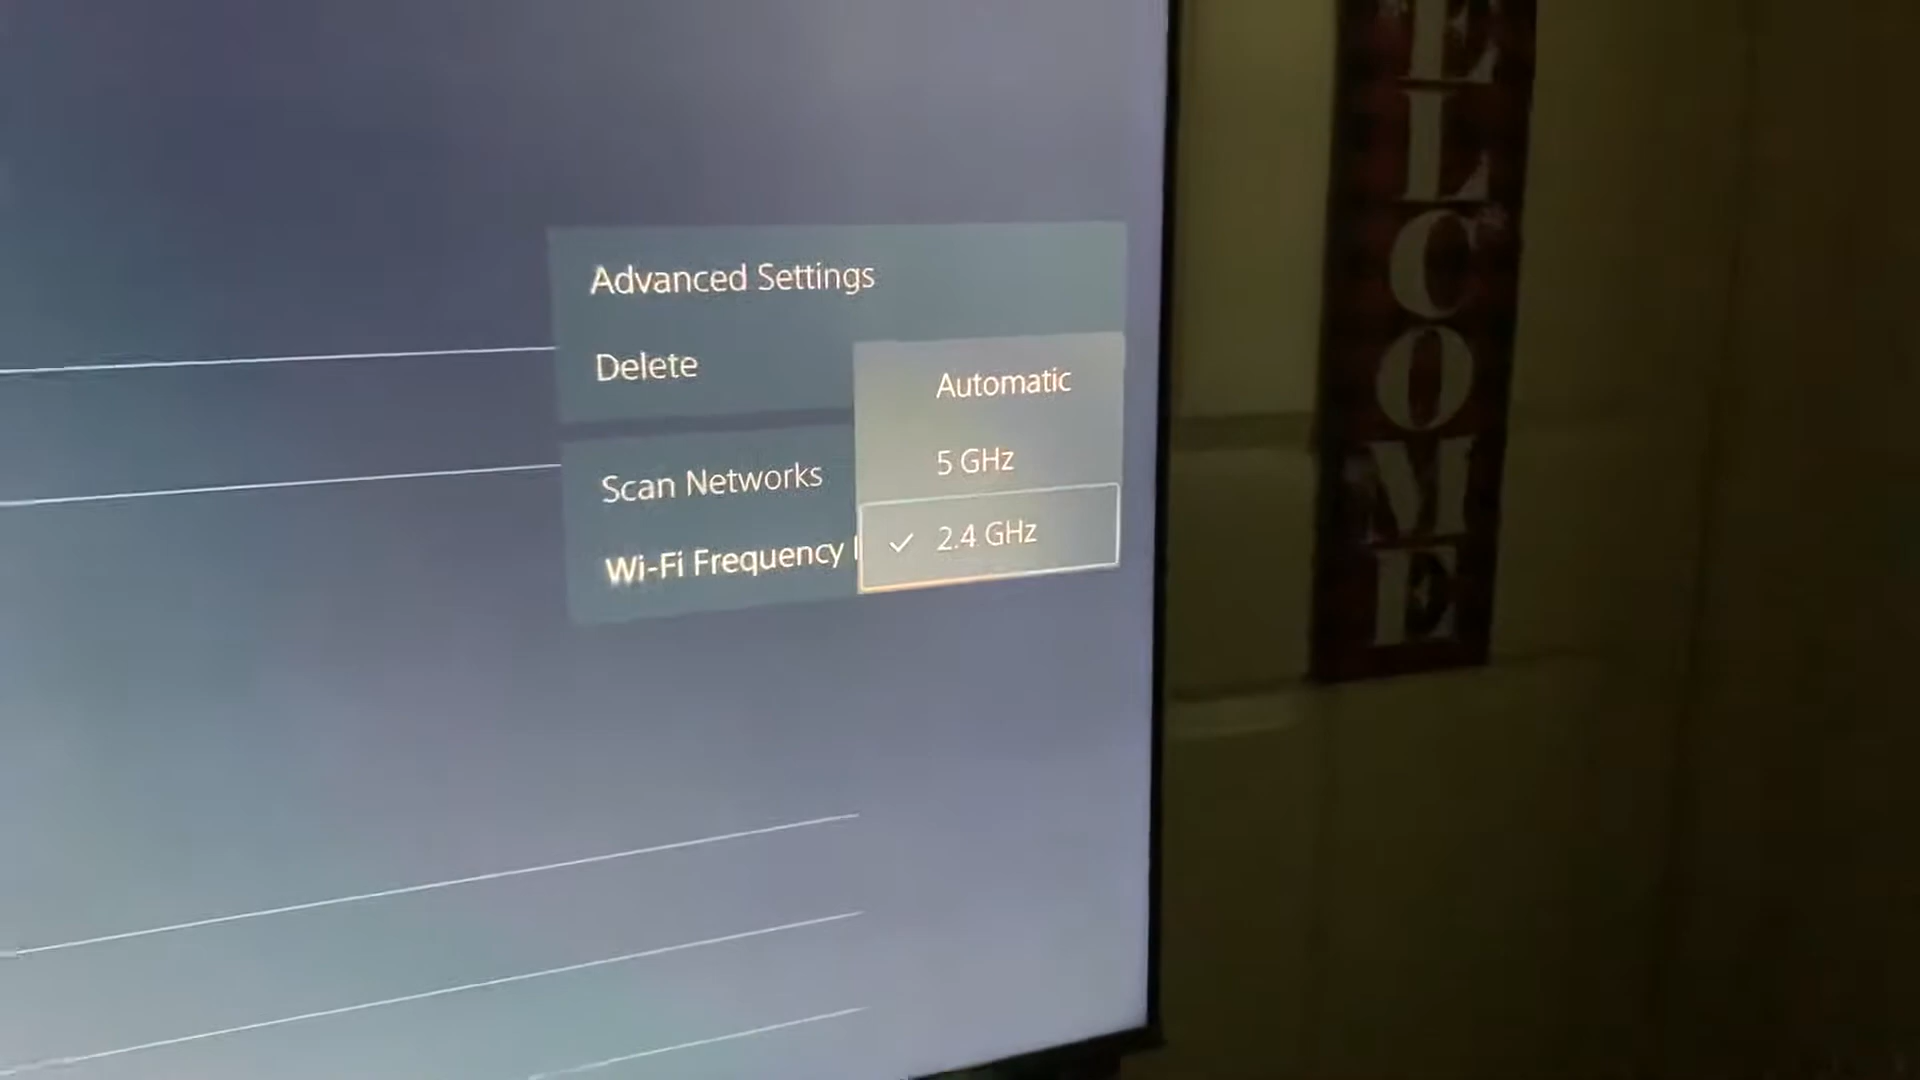 Advanced Settings
Delete
Automatic
5 GHz
Scan Networks
✓ 2.4 GHz
Wi-Fi Frequency
ELCOME